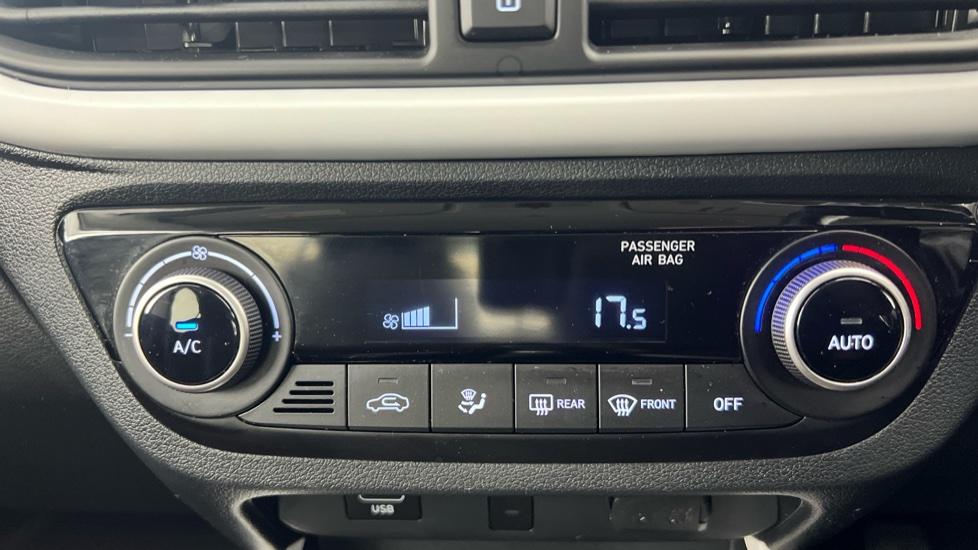 PASSENGER
AIR BAG
17.5
A/C
AUTO
REAR
FRONT
OFF
USB